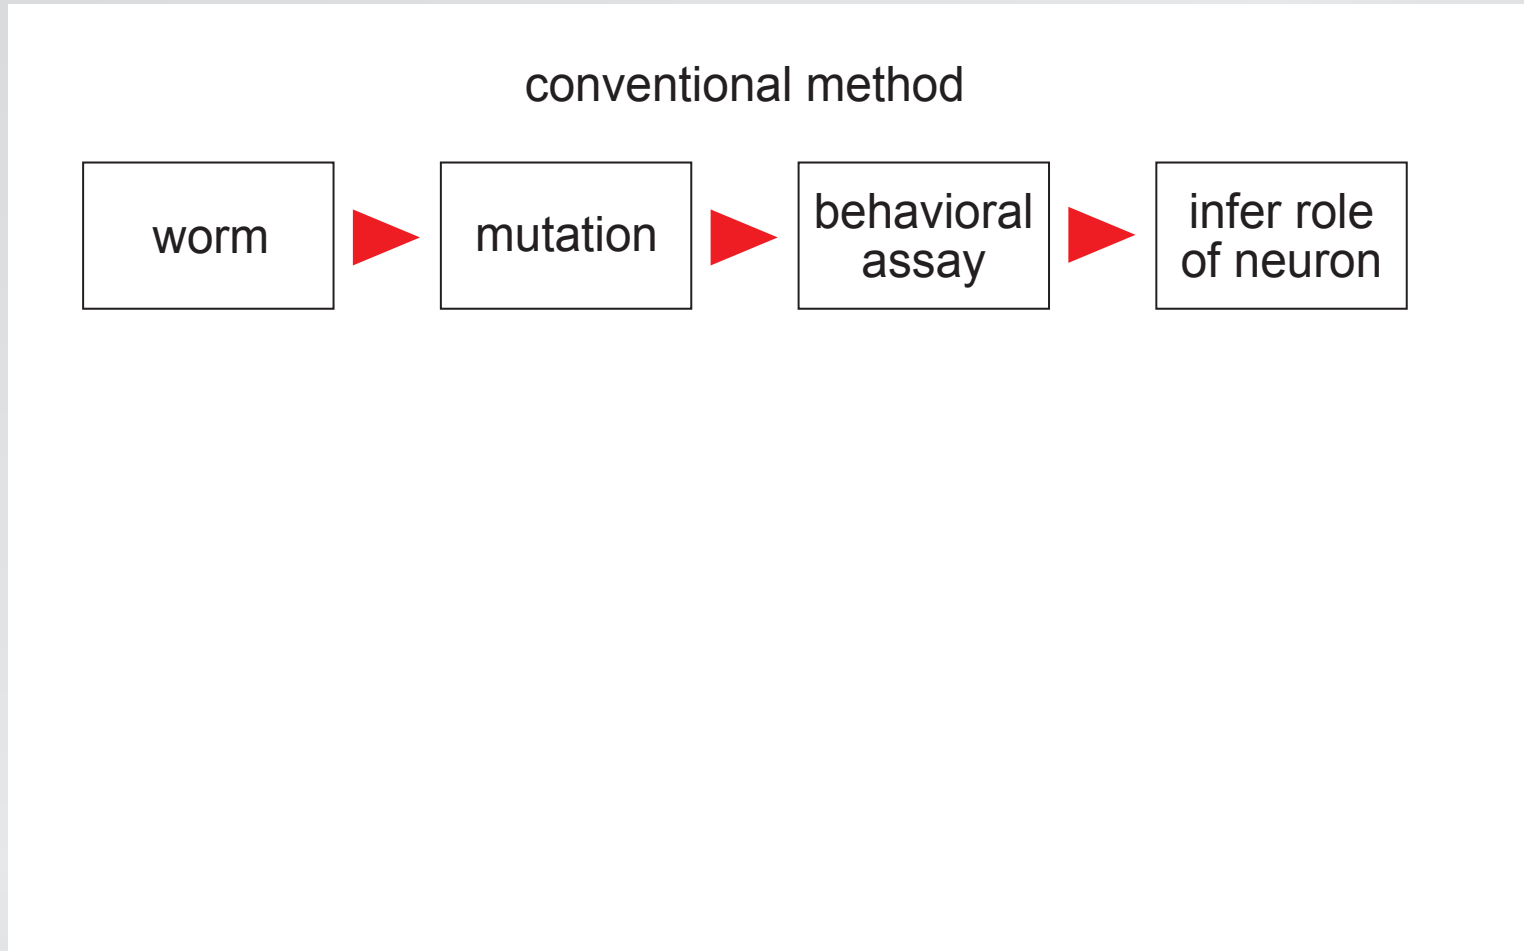 conventional method
worm
mutation
behavioral
assay
infer role
of neuron